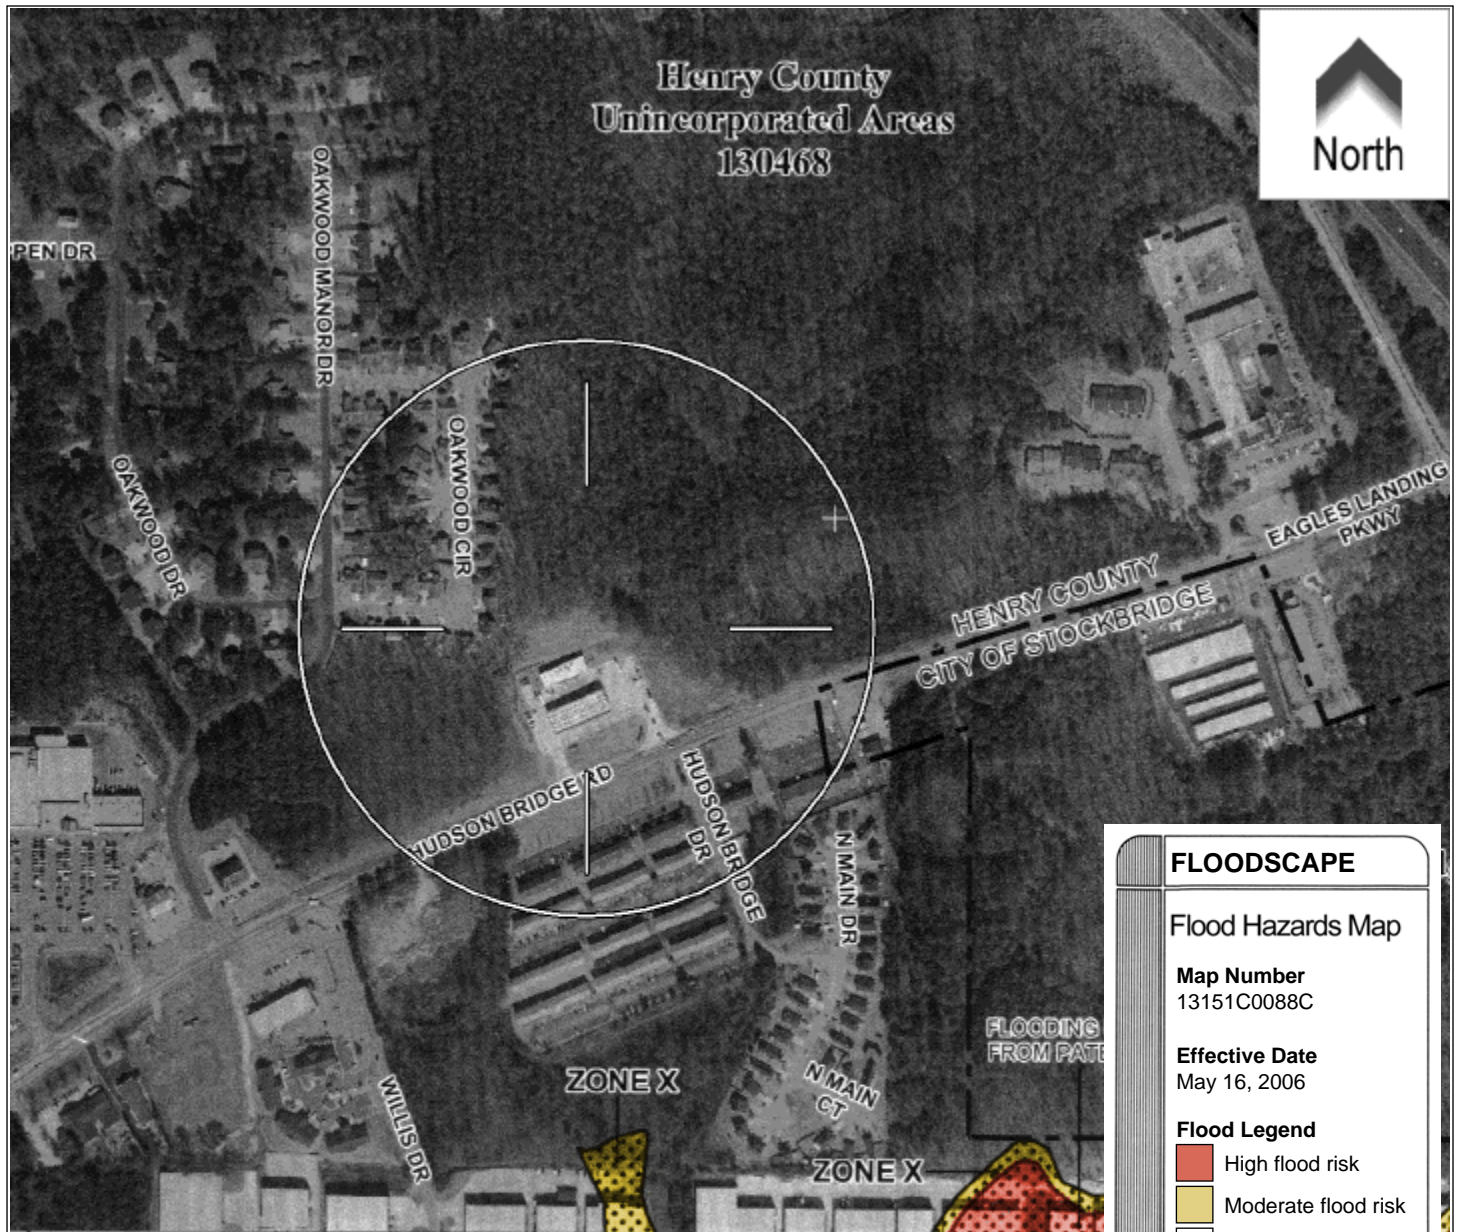 Henry County
Unincorporated Areas
130468
North
OAKWOOD MANOR DR
PEN DR
OAKWOOD DR
OAKWOOD CIR
EAGLES LANDING
PKWY
HENRY COUNTY
CITY OF STOCKBRIDGE
HUDSON BRIDGE RD
HUDSON BRIDGE
DR
N MAIN DR
FLOODING
FROM
N MAIN
CT
WILLIS DR
ZONE X
ZONE X
FLOODSCAPE
Flood Hazards Map
Map Number
13151C0088C
Effective Date
May 16, 2006
Flood Legend
High flood risk
Moderate flood risk